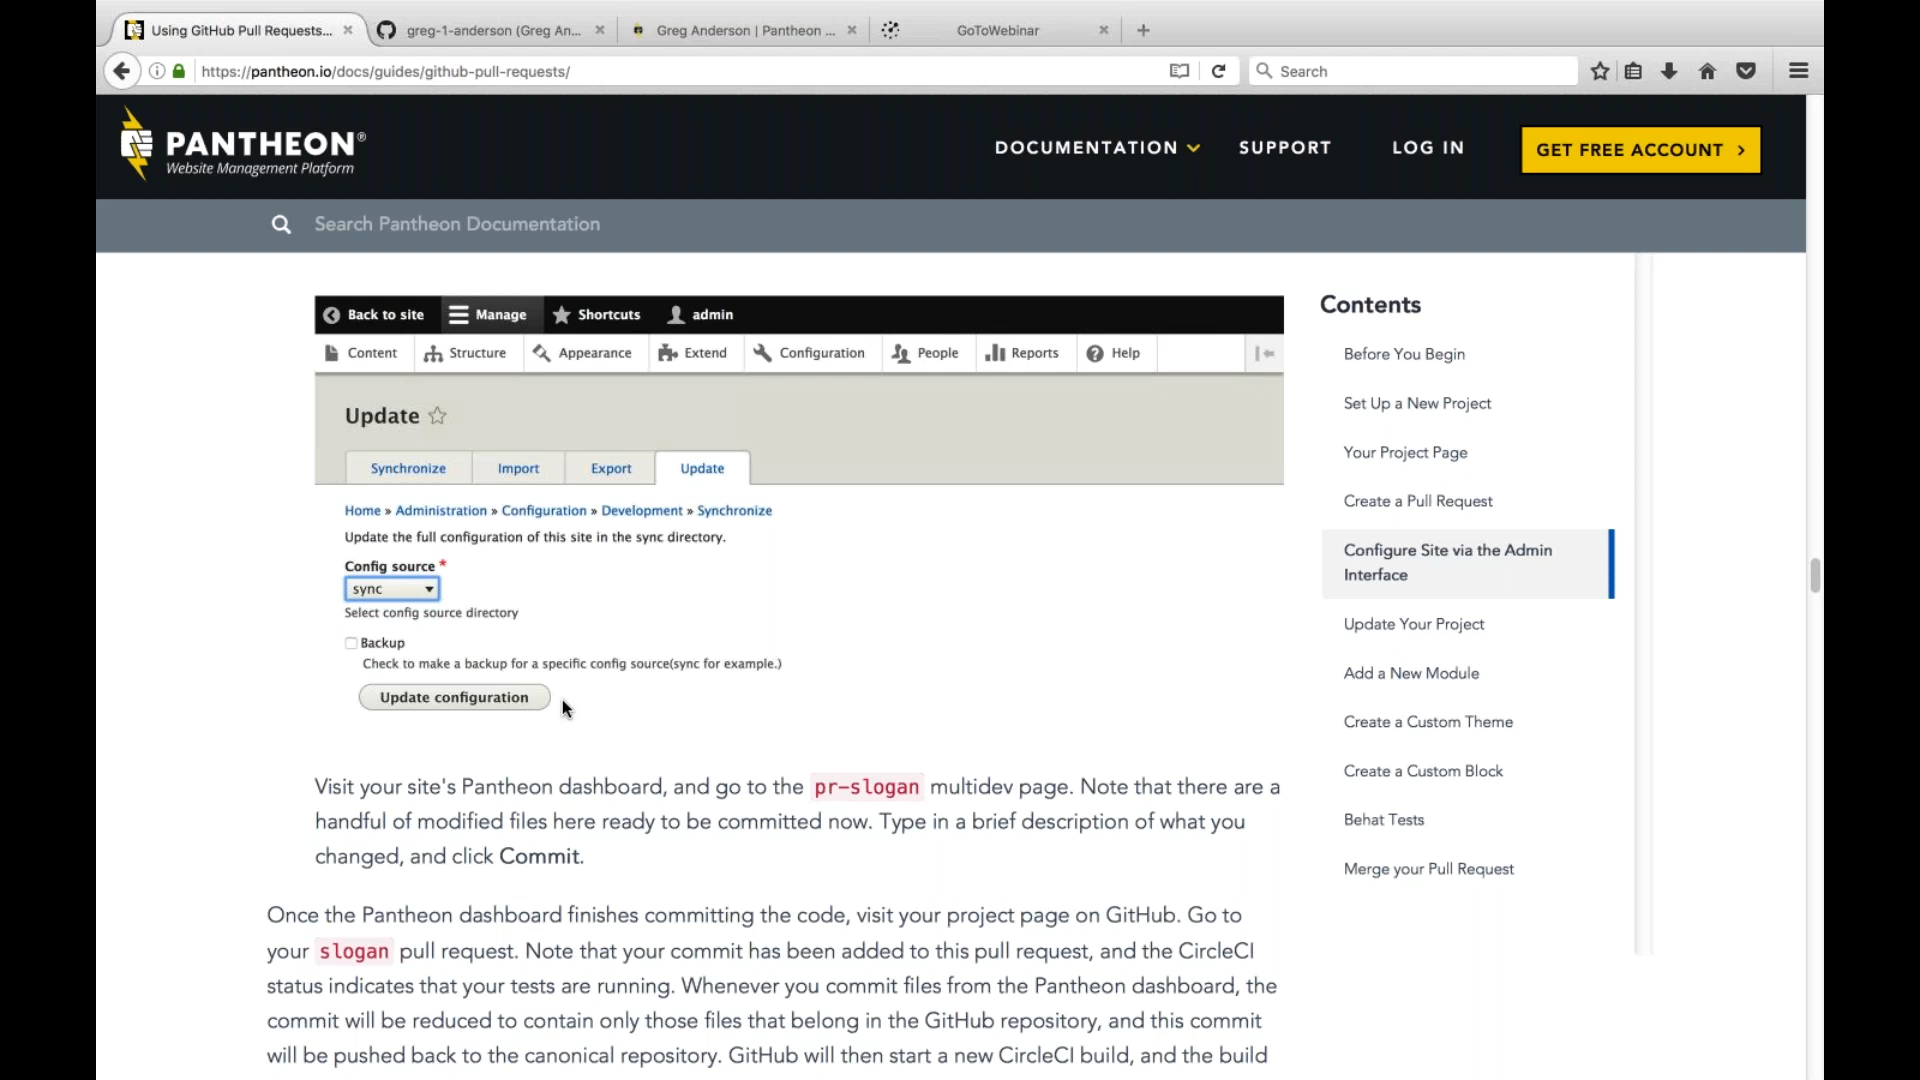 Using GitHub Pull Requests...
greg-1-anderson (Greg An...
Greg Anderson | Pantheon ...
GoToWebinar
https://pantheon.io/docs/guides/github-pull-requests/
Search
PANTHEON®
Website Management Platform
DOCUMENTATION
SUPPORT
LOG IN
GET FREE ACCOUNT
Search Pantheon Documentation
Back to site
Manage
Shortcuts
admin
Content
Structure
Appearance
Extend
Configuration
People
Reports
Help
Update
Synchronize
Import
Export
Update
Home » Administration » Configuration » Development » Synchronize
Update the full configuration of this site in the sync directory.
Config source *
sync
Select config source directory
Backup
Check to make a backup for a specific config source(sync for example.)
Update configuration
Visit your site's Pantheon dashboard, and go to the pr-slogan multidev page. Note that there are a
handful of modified files here ready to be committed now. Type in a brief description of what you
changed, and click Commit.
Once the Pantheon dashboard finishes committing the code, visit your project page on GitHub. Go to
your slogan pull request. Note that your commit has been added to this pull request, and the CircleCI
status indicates that your tests are running. Whenever you commit files from the Pantheon dashboard, the
commit will be reduced to contain only those files that belong in the GitHub repository, and this commit
will be pushed back to the canonical repository. GitHub will then start a new CircleCI build, and the build
Contents
Before You Begin
Set Up a New Project
Your Project Page
Create a Pull Request
Configure Site via the Admin
Interface
Update Your Project
Add a New Module
Create a Custom Theme
Create a Custom Block
Behat Tests
Merge your Pull Request